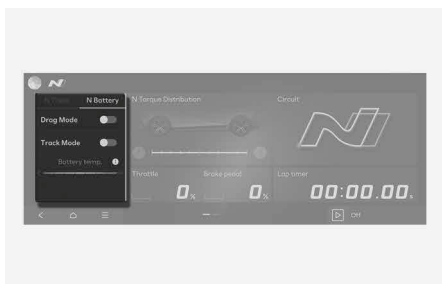 N Battery
N Torque Distribution
Circuit
Drag Mode
Track Mode
Battery temp.
Throttle
Brake pedal
Lap timer
0%
0%
00:00.00s
Off